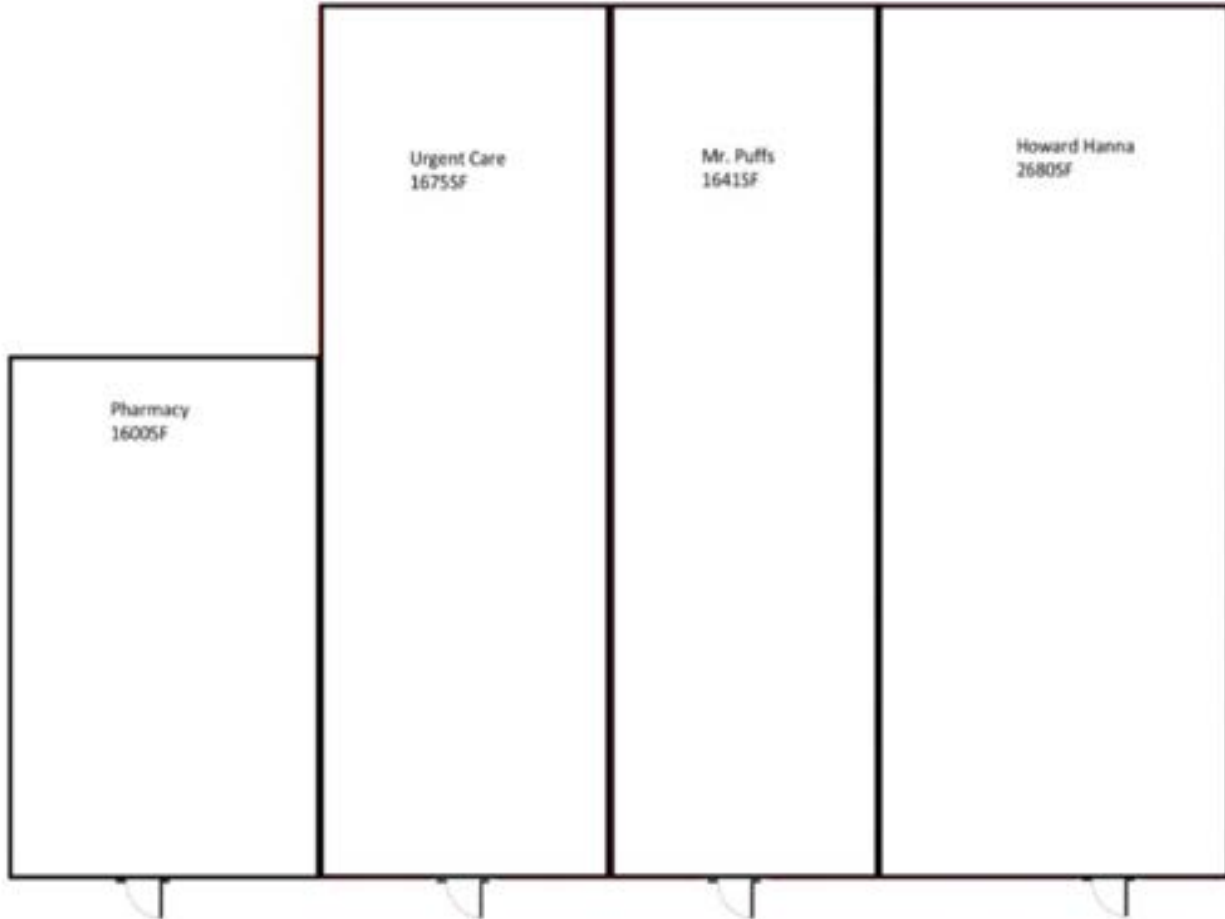 Urgent Care
1675SF
Mr. Puffs
1641SF
Howard Hanna
2680SF
Pharmacy
1600SF